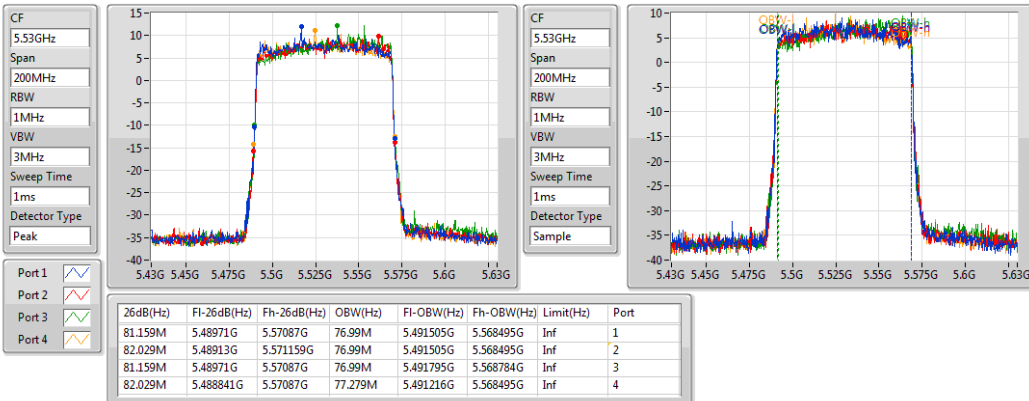 CF
5.53GHz
Span
200MHz
RBW
1MHz
VBW
3MHz
Sweep Time
1ms
Detector Type
Peak
15
10
5
0
-5
-10
-15
-20
-25
-30
-35
-40
5.43G 5.45G 5.475G 5.5G 5.525G 5.55G 5.575G 5.6G 5.63G
CF
5.53GHz
Span
200MHz
RBW
1MHz
VBW
3MHz
Sweep Time
1ms
Detector Type
Sample
10
5
0
-5
-10
-15
-20
-25
-30
-35
-40
5.43G 5.45G 5.475G 5.5G 5.525G 5.55G 5.575G 5.6G 5.63G
Port 1
Port 2
Port 3
Port 4
26dB(Hz) Fl-26dB(Hz) Fh-26dB(Hz) OBW(Hz) Fl-OBW(Hz) Fh-OBW(Hz) Limit(Hz) Port
81.159M 5.48971G 5.57087G 76.99M 5.491505G 5.568495G Inf 1
82.029M 5.48913G 5.571159G 76.99M 5.491505G 5.568495G Inf 2
81.159M 5.48971G 5.57087G 76.99M 5.491795G 5.568784G Inf 3
82.029M 5.488841G 5.57087G 77.279M 5.491216G 5.568495G Inf 4